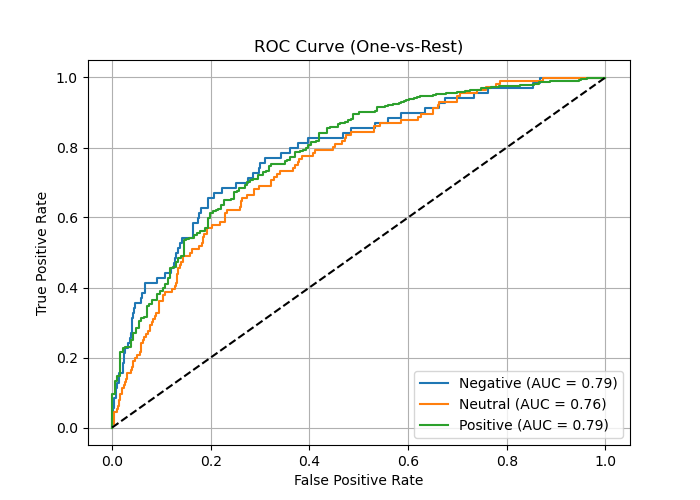 ROC Curve (One-vs-Rest)
True Positive Rate
1.0
0.8
0.6
0.4
0.2
0.0
0.0 0.2 0.4 0.6 0.8 1.0
False Positive Rate
Negative (AUC = 0.79)
Neutral (AUC = 0.76)
Positive (AUC = 0.79)